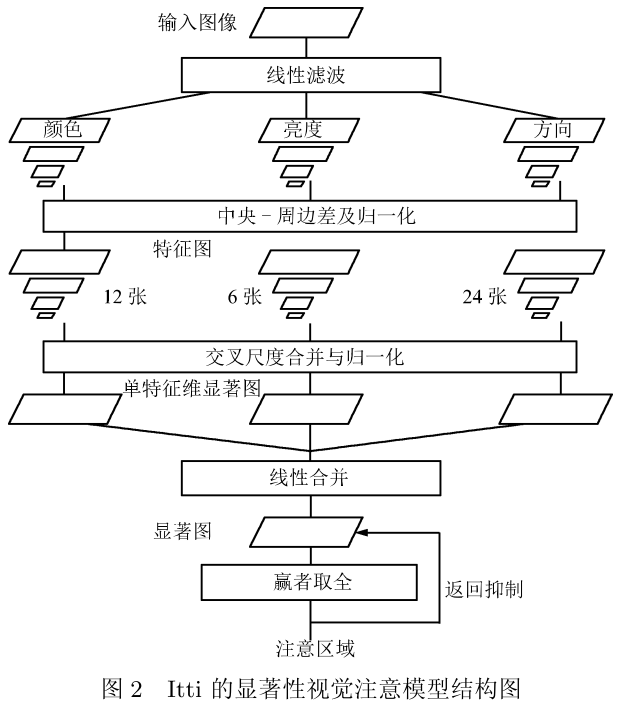 输入图像
线性滤波
颜色 亮度 方向
中央–周边差及归一化
特征图
12 张 6 张 24 张
交叉尺度合并与归一化
单特征维显著图
线性合并
显著图
赢者取全
返回抑制
注意区域
图 2 Itti 的显著性视觉注意模型结构图